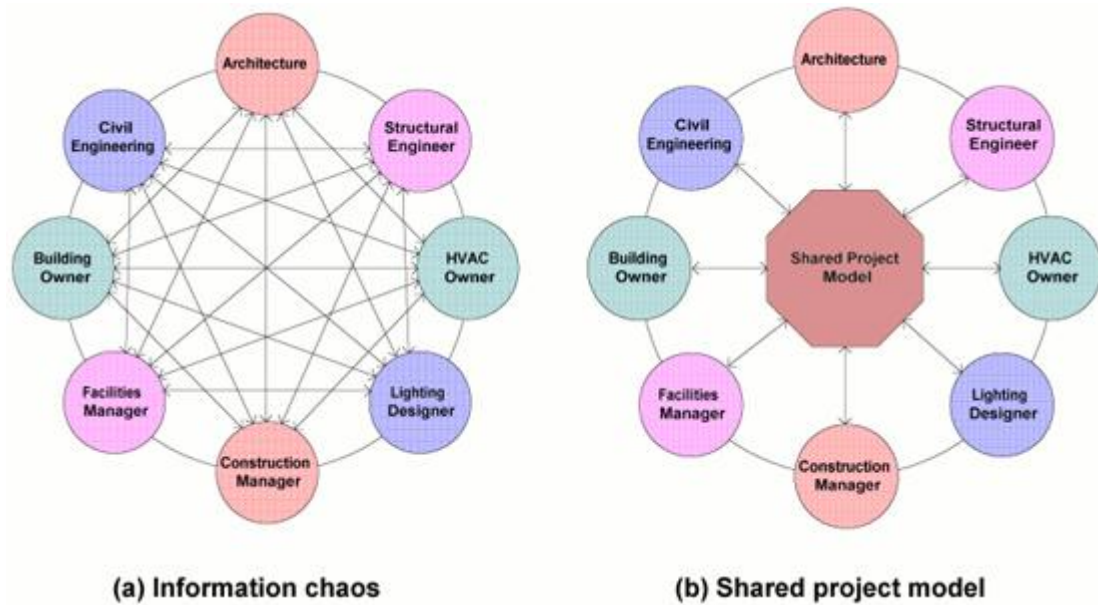 Architecture
Civil
Engineering
Structural
Engineer
Building
Owner
HVAC
Owner
Facilities
Manager
Lighting
Designer
Construction
Manager
(a) Information chaos
Architecture
Civil
Engineering
Structural
Engineer
Building
Owner
Shared Project
Model
HVAC
Owner
Facilities
Manager
Lighting
Designer
Construction
Manager
(b) Shared project model